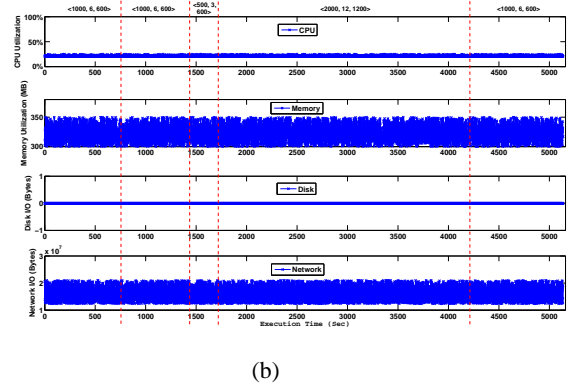 <1000, 6, 600> <1000, 6, 600> <500, 3, 600> <2000, 12, 1200> <1000, 6, 600>
CPU Utilization
100%
50%
0%
CPU
0 500 1000 1500 2000 2500 3000 3500 4000 4500 5000
Memory Utilization (MB)
350
300
Memory
0 500 1000 1500 2000 2500 3000 3500 4000 4500 5000
Disk I/O (Bytes)
1
0
−1
Disk
0 500 1000 1500 2000 2500 3000 3500 4000 4500 5000
Network I/O (Bytes)
x 10^7
3
2
1
Network
0 500 1000 1500 2000 2500 3000 3500 4000 4500 5000
Execution Time (Sec)
(b)